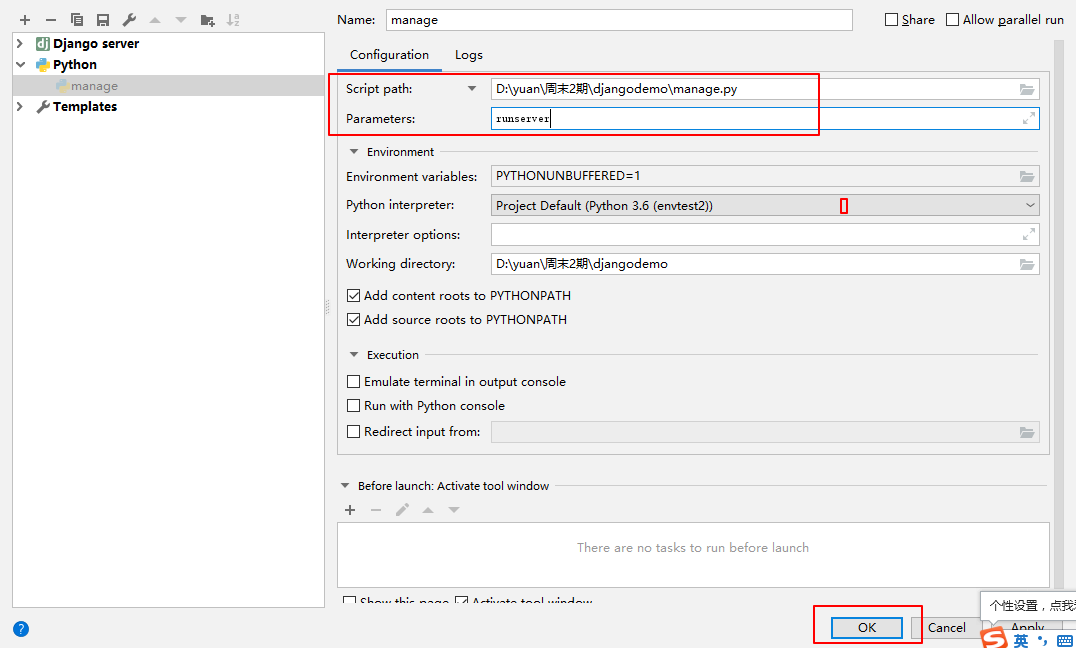 Name: manage Share Allow parallel run
Django server
Python
manage
Templates
Configuration Logs
Script path: D:\yuan\周末2期\djangodemo\manage.py
Parameters: runserver
Environment
Environment variables: PYTHONUNBUFFERED=1
Python interpreter: Project Default (Python 3.6 (envtest2))
Interpreter options:
Working directory: D:\yuan\周末2期\djangodemo
Add content roots to PYTHONPATH
Add source roots to PYTHONPATH
Execution
Emulate terminal in output console
Run with Python console
Redirect input from:
Before launch: Activate tool window
There are no tasks to run before launch
Show this page Activate tool window
个性设置，点我
OK Cancel Apply
英